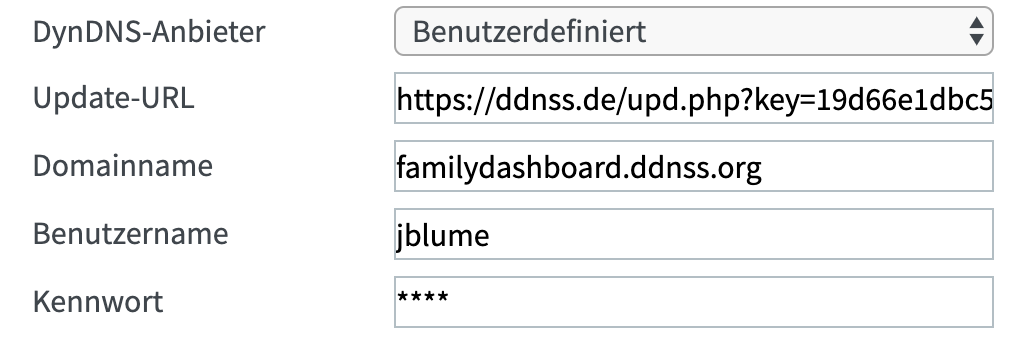 DynDNS-Anbieter Benutzerdefiniert
Update-URL https://ddnss.de/upd.php?key=19d66e1dbc5
Domainname familydashboard.ddnss.org
Benutzername jblume
Kennwort ****